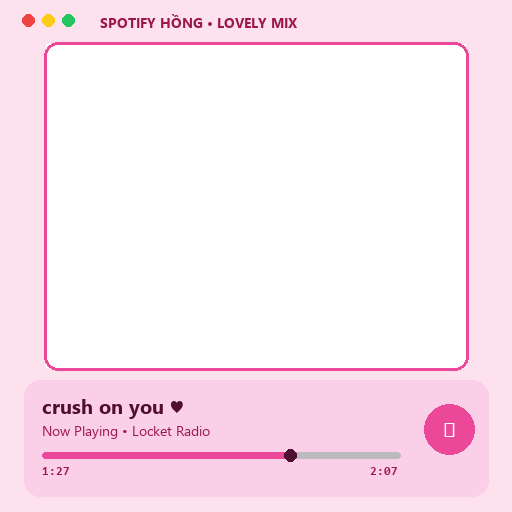 SPOTIFY HỒNG • LOVELY MIX
crush on you ♥
Now Playing • Locket Radio
1:27
2:07